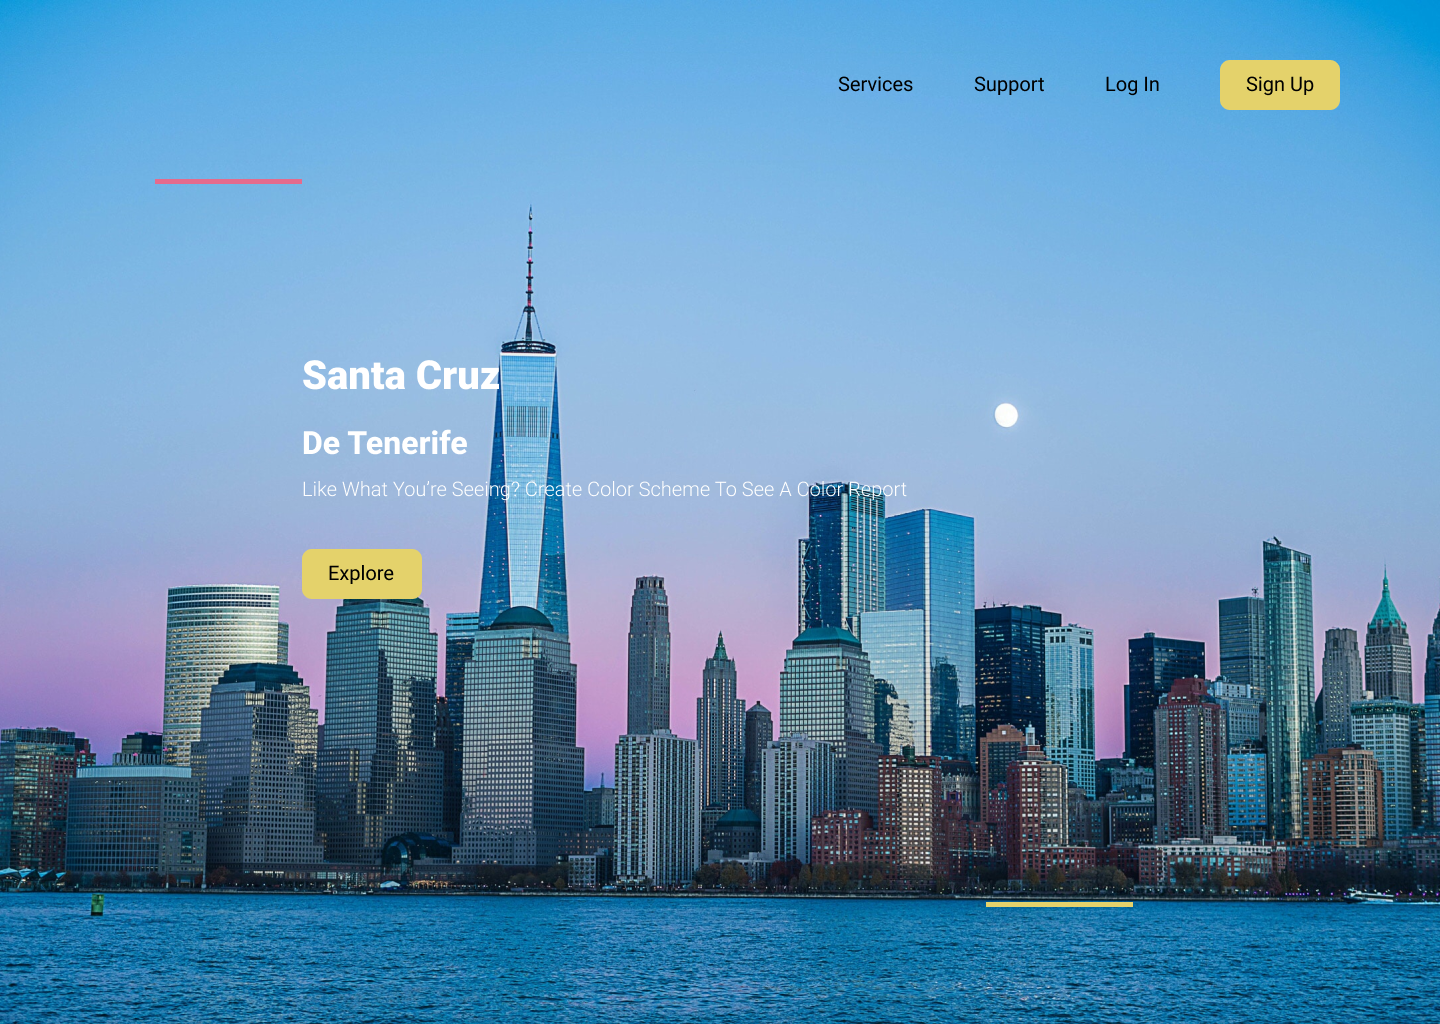 Services
Support
Log In
Sign Up
Santa Cruz
De Tenerife
Like What You’re Seeing? Create Color Scheme To See A Color Report
Explore